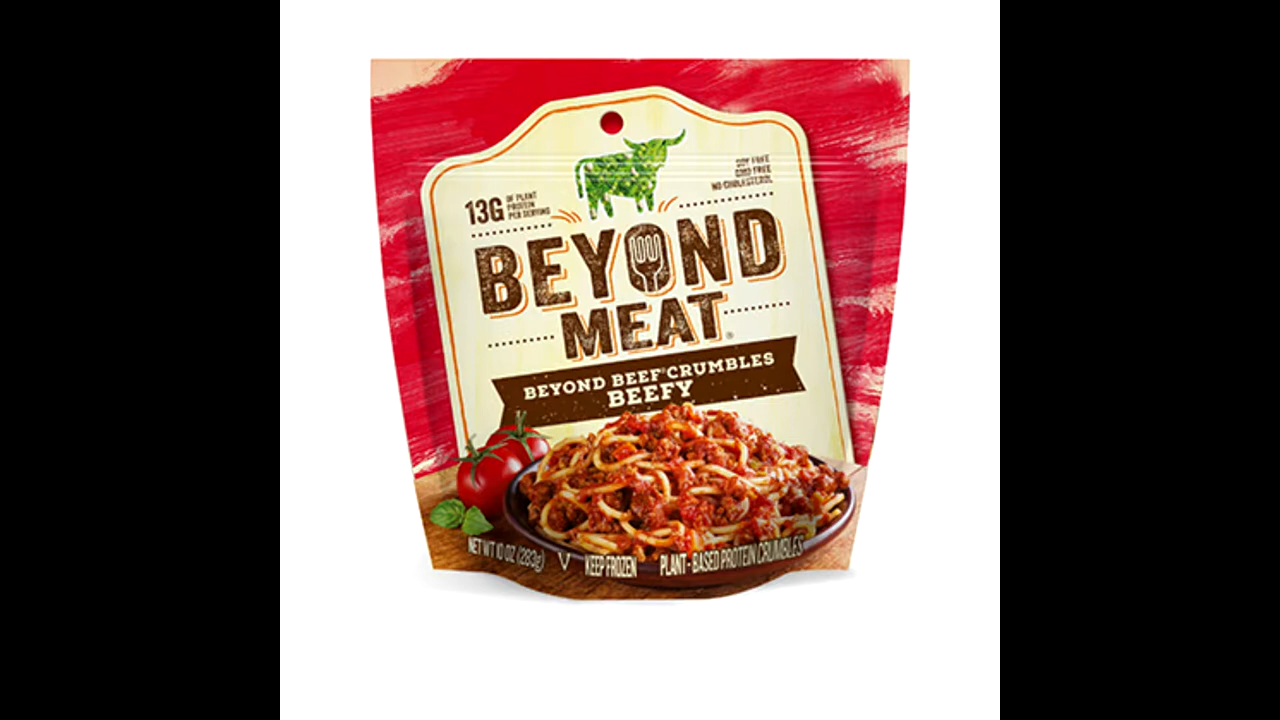 13G
OF PLANT
PROTEIN
PER SERVING
SOY FREE
GMO FREE
NO CHOLESTEROL
BEYOND
MEAT®
BEYOND BEEF® CRUMBLES
BEEFY
NET WT 10 OZ (283g) V KEEP FROZEN PLANT-BASED PROTEIN CRUMBLES